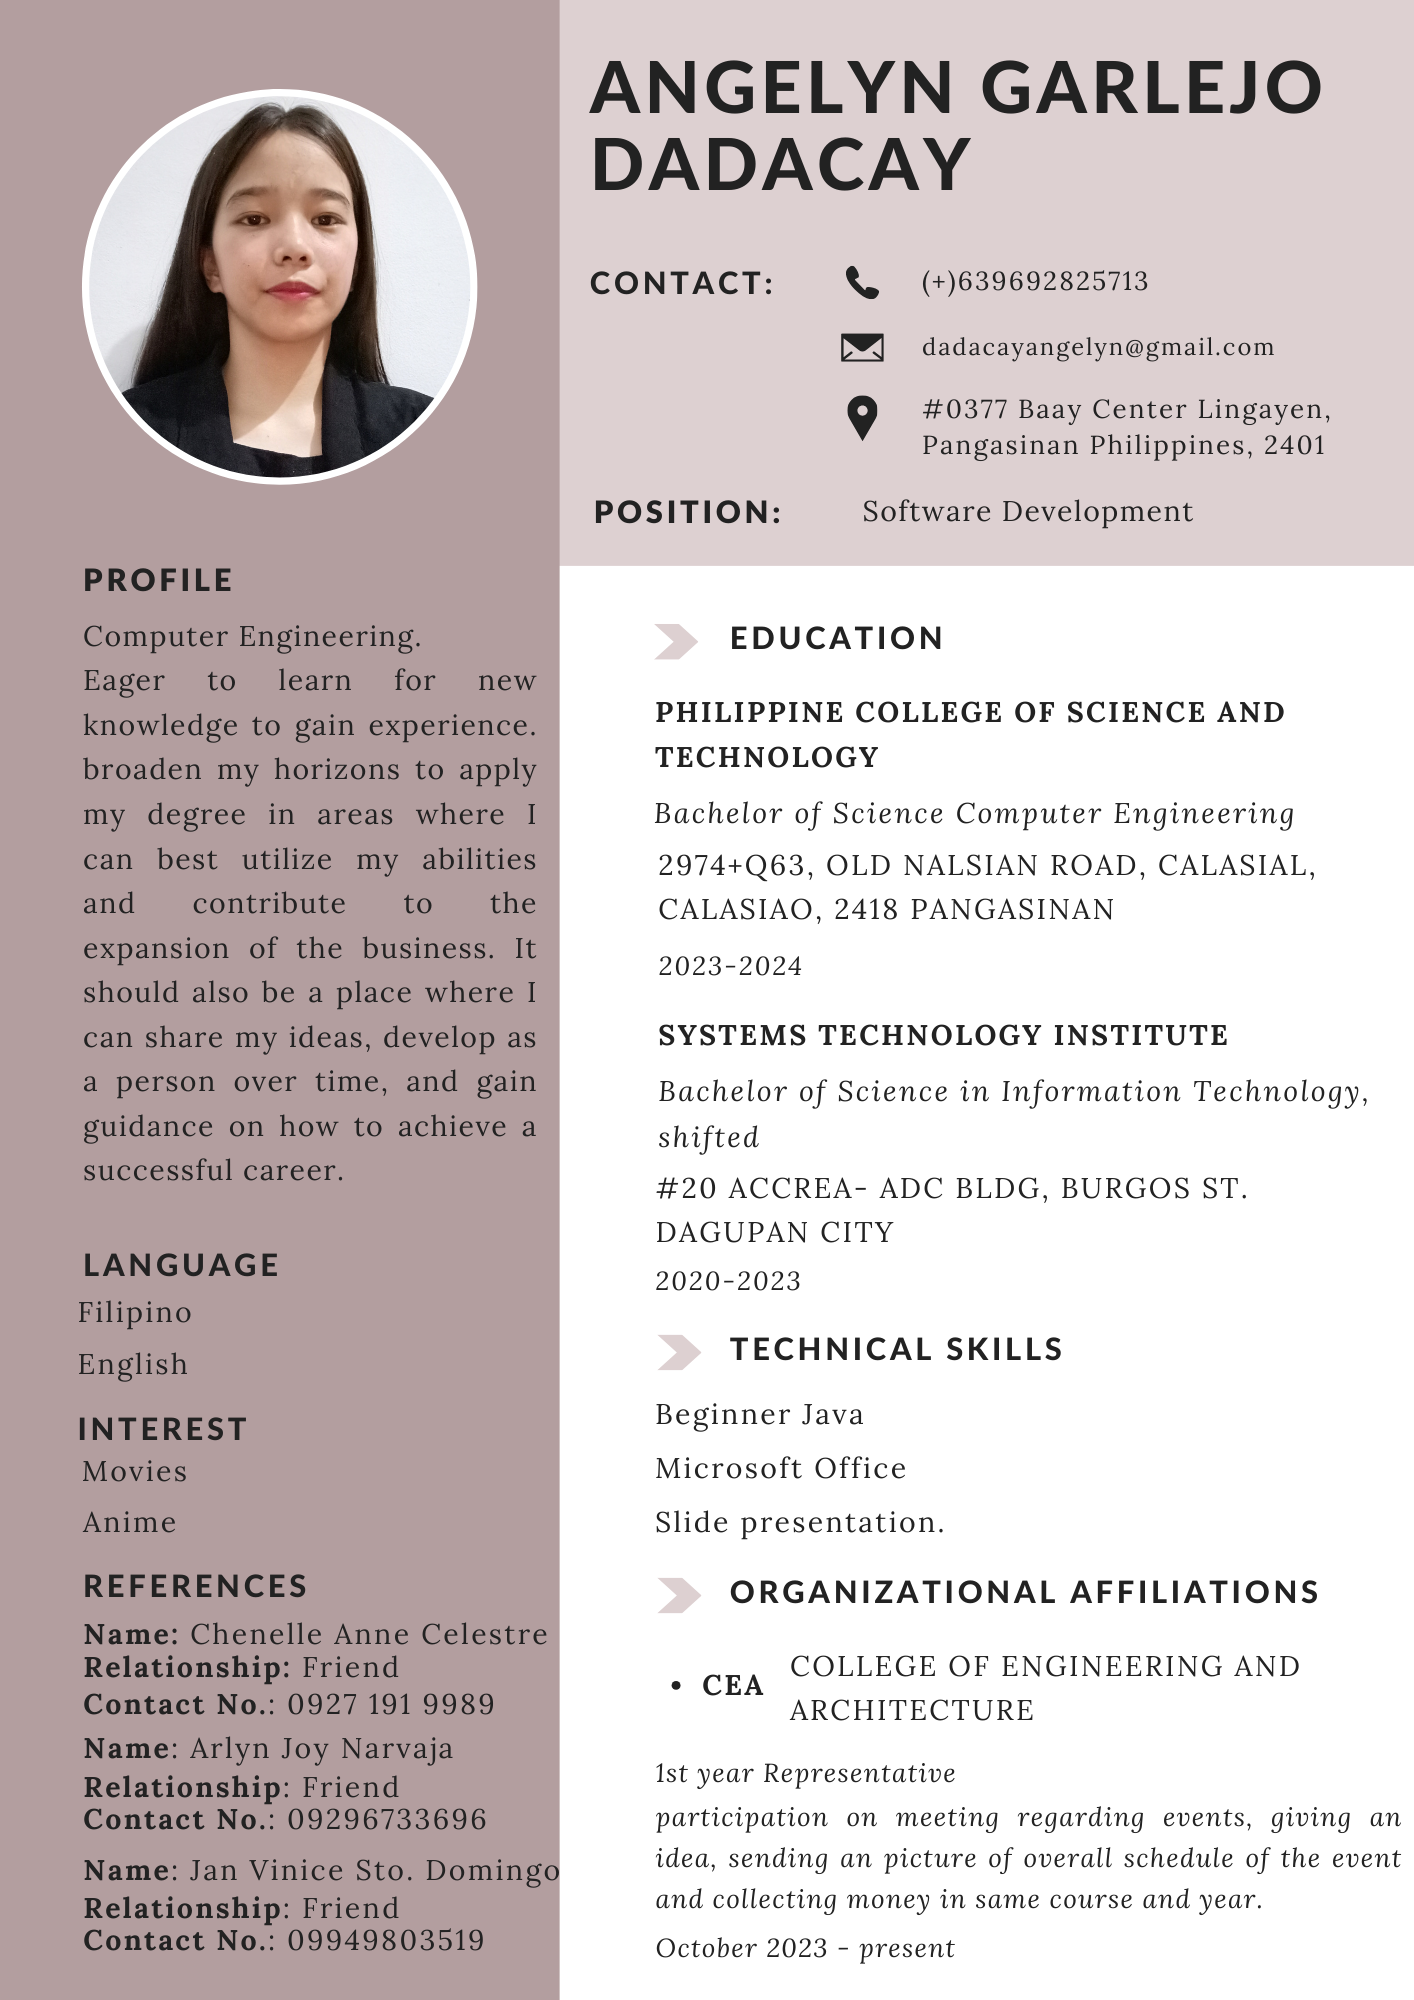 ANGELYN GARLEJO
DADACAY
CONTACT:
(+)639692825713
dadacayangelyn@gmail.com
#0377 Baay Center Lingayen,
Pangasinan Philippines, 2401
POSITION:
Software Development
PROFILE
Computer Engineering.
Eager to learn for new
knowledge to gain experience.
broaden my horizons to apply
my degree in areas where I
can best utilize my abilities
and contribute to the
expansion of the business. It
should also be a place where I
can share my ideas, develop as
a person over time, and gain
guidance on how to achieve a
successful career.
LANGUAGE
Filipino
English
INTEREST
Movies
Anime
REFERENCES
Name: Chenelle Anne Celestre
Relationship: Friend
Contact No.: 0927 191 9989
Name: Arlyn Joy Narvaja
Relationship: Friend
Contact No.: 09296733696
Name: Jan Vinice Sto. Domingo
Relationship: Friend
Contact No.: 09949803519
EDUCATION
PHILIPPINE COLLEGE OF SCIENCE AND
TECHNOLOGY
Bachelor of Science Computer Engineering
2974+Q63, OLD NALSIAN ROAD, CALASIAL,
CALASIAO, 2418 PANGASINAN
2023-2024
SYSTEMS TECHNOLOGY INSTITUTE
Bachelor of Science in Information Technology,
shifted
#20 ACCREA- ADC BLDG, BURGOS ST.
DAGUPAN CITY
2020-2023
TECHNICAL SKILLS
Beginner Java
Microsoft Office
Slide presentation.
ORGANIZATIONAL AFFILIATIONS
• CEA
COLLEGE OF ENGINEERING AND
ARCHITECTURE
1st year Representative
participation on meeting regarding events, giving an
idea, sending an picture of overall schedule of the event
and collecting money in same course and year.
October 2023 - present